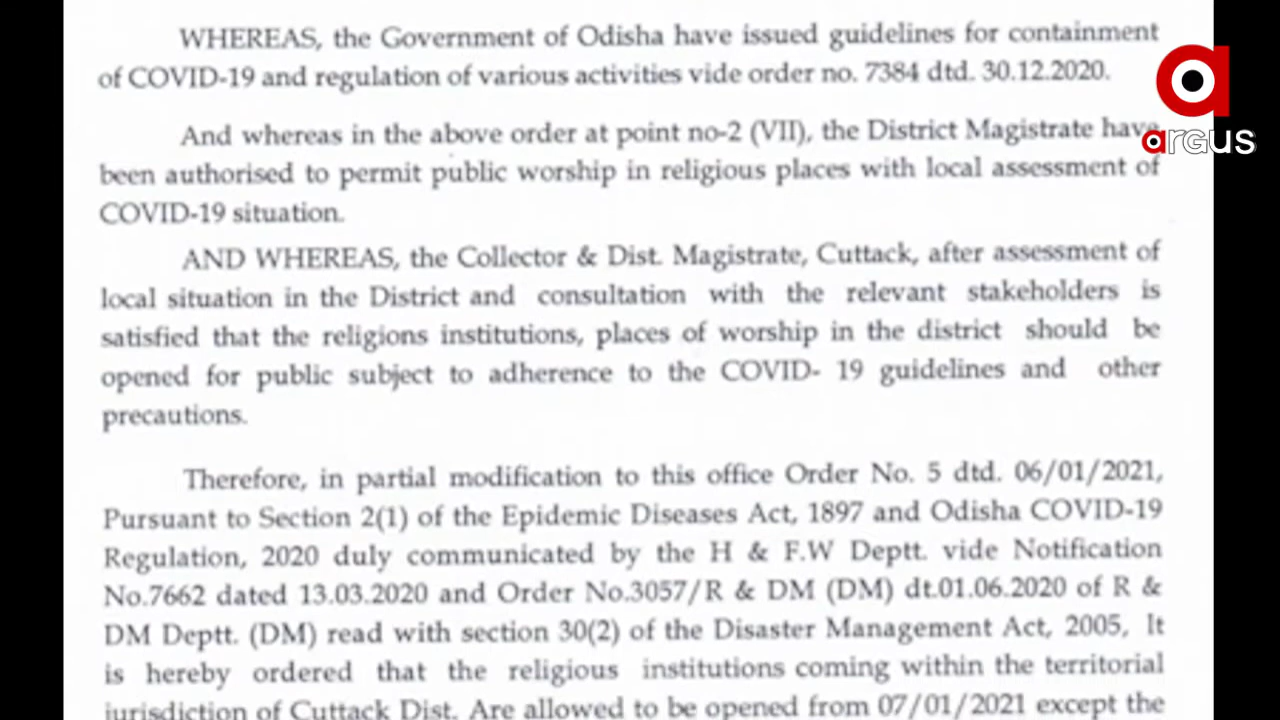 WHEREAS, the Government of Odisha have issued guidelines for containment
of COVID-19 and regulation of various activities vide order no. 7384 dtd. 30.12.2020.
And whereas in the above order at point no-2 (VII), the District Magistrate have
been authorised to permit public worship in religious places with local assessment of
COVID-19 situation.
AND WHEREAS, the Collector & Dist. Magistrate, Cuttack, after assessment of
local situation in the District and consultation with the relevant stakeholders is
satisfied that the religions institutions, places of worship in the district should be
opened for public subject to adherence to the COVID- 19 guidelines and other
precautions.
Therefore, in partial modification to this office Order No. 5 dtd. 06/01/2021,
Pursuant to Section 2(1) of the Epidemic Diseases Act, 1897 and Odisha COVID-19
Regulation, 2020 duly communicated by the H & F.W Deptt. vide Notification
No.7662 dated 13.03.2020 and Order No.3057/R & DM (DM) dt.01.06.2020 of R &
DM Deptt. (DM) read with section 30(2) of the Disaster Management Act, 2005, It
is hereby ordered that the religious institutions coming within the territorial
jurisdiction of Cuttack Dist. Are allowed to be opened from 07/01/2021 except the
a
argus